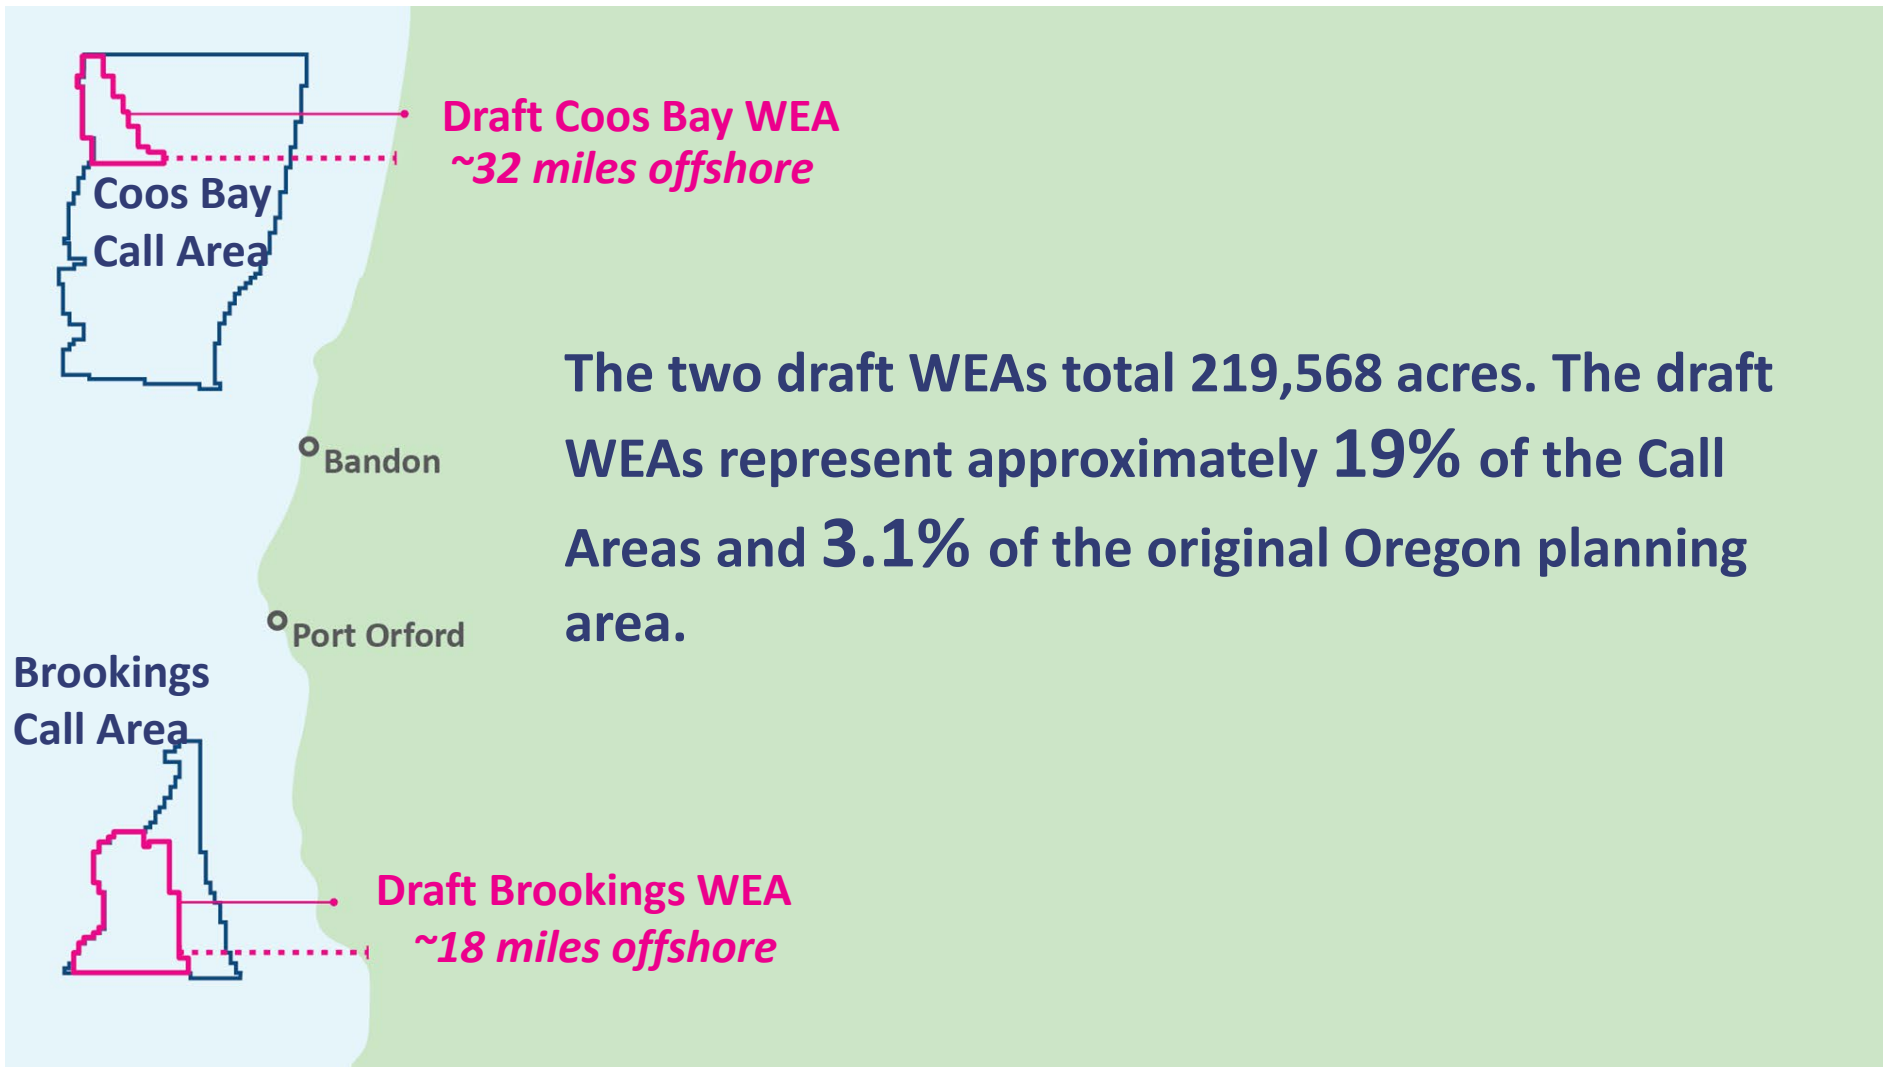 Draft Coos Bay WEA
~32 miles offshore
Coos Bay
Call Area
The two draft WEAs total 219,568 acres. The draft
WEAs represent approximately 19% of the Call
Areas and 3.1% of the original Oregon planning
area.
Bandon
Port Orford
Brookings
Call Area
Draft Brookings WEA
~18 miles offshore